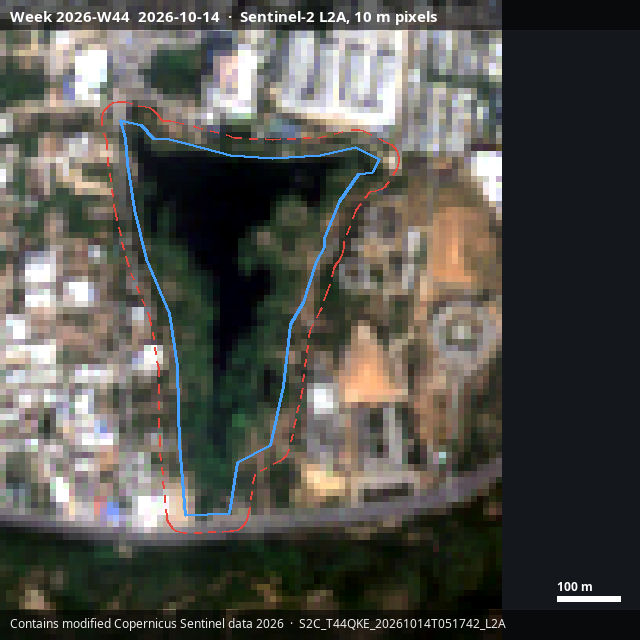 Week 2026-W44 2026-10-14 · Sentinel-2 L2A, 10 m pixels
100 m
Contains modified Copernicus Sentinel data 2026 · S2C_T44QKE_20261014T051742_L2A